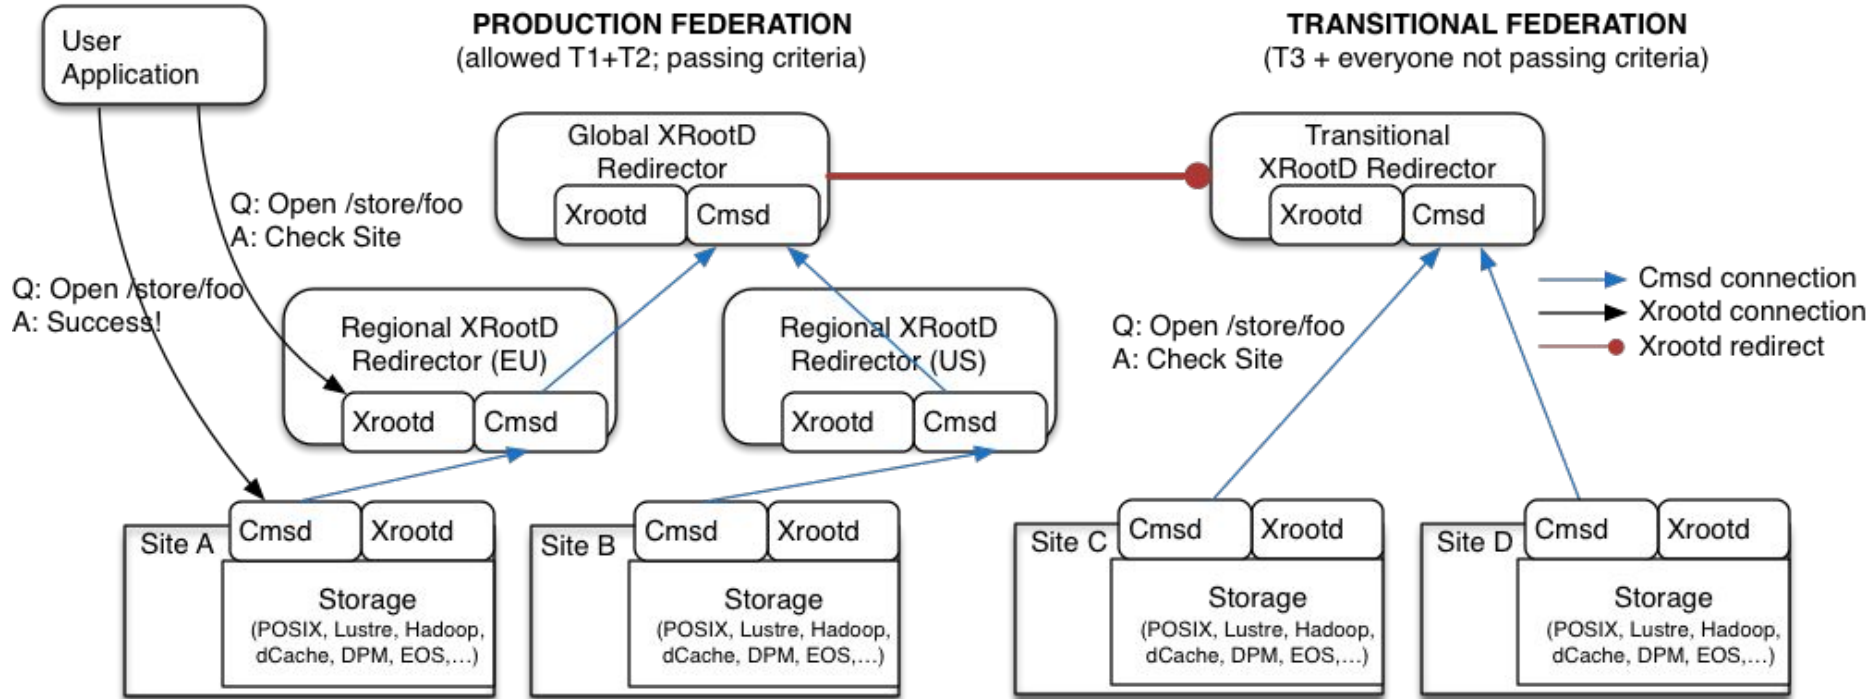 User
Application
PRODUCTION FEDERATION
(allowed T1+T2; passing criteria)
TRANSITIONAL FEDERATION
(T3 + everyone not passing criteria)
Global XRootD
Redirector
Xrootd
Cmsd
Transitional
XRootD Redirector
Xrootd
Cmsd
Q: Open /store/foo
A: Check Site
Q: Open /store/foo
A: Success!
Regional XRootD
Redirector (EU)
Xrootd
Cmsd
Regional XRootD
Redirector (US)
Xrootd
Cmsd
Q: Open /store/foo
A: Check Site
Cmsd connection
Xrootd connection
Xrootd redirect
Site A
Cmsd
Xrootd
Storage
(POSIX, Lustre, Hadoop,
dCache, DPM, EOS,...)
Site B
Cmsd
Xrootd
Storage
(POSIX, Lustre, Hadoop,
dCache, DPM, EOS,...)
Site C
Cmsd
Xrootd
Storage
(POSIX, Lustre, Hadoop,
dCache, DPM, EOS,...)
Site D
Cmsd
Xrootd
Storage
(POSIX, Lustre, Hadoop,
dCache, DPM, EOS,...)